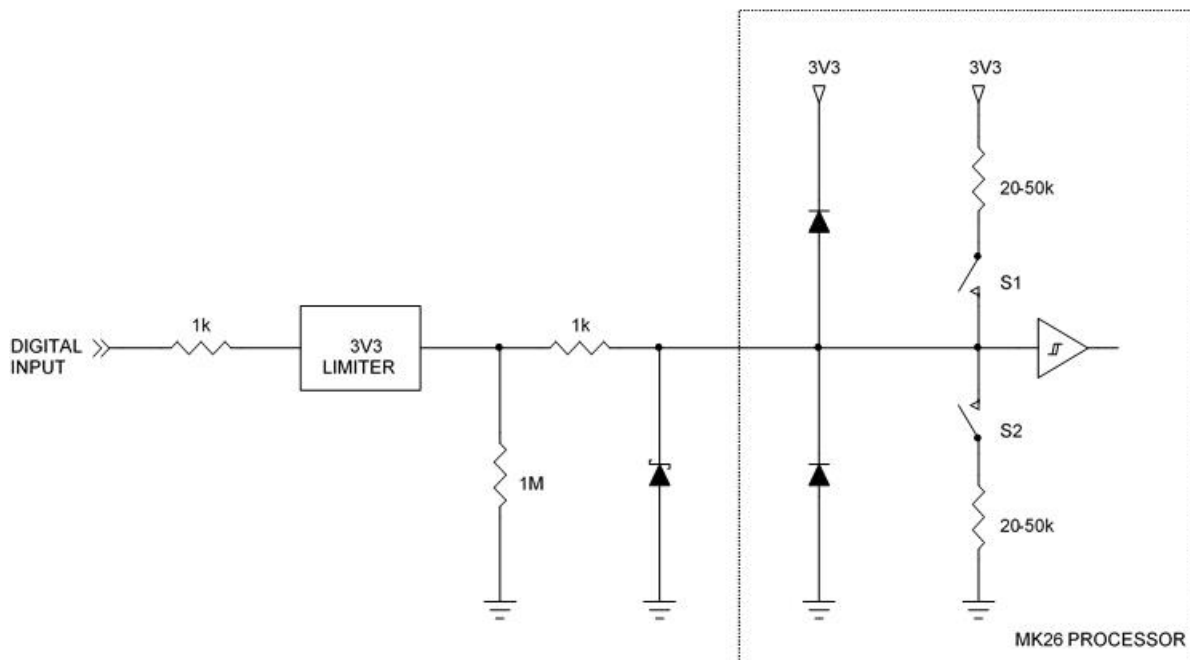 3V3
3V3
20-50k
S1
1k
1k
DIGITAL
INPUT
3V3
LIMITER
S2
1M
20-50k
MK26 PROCESSOR